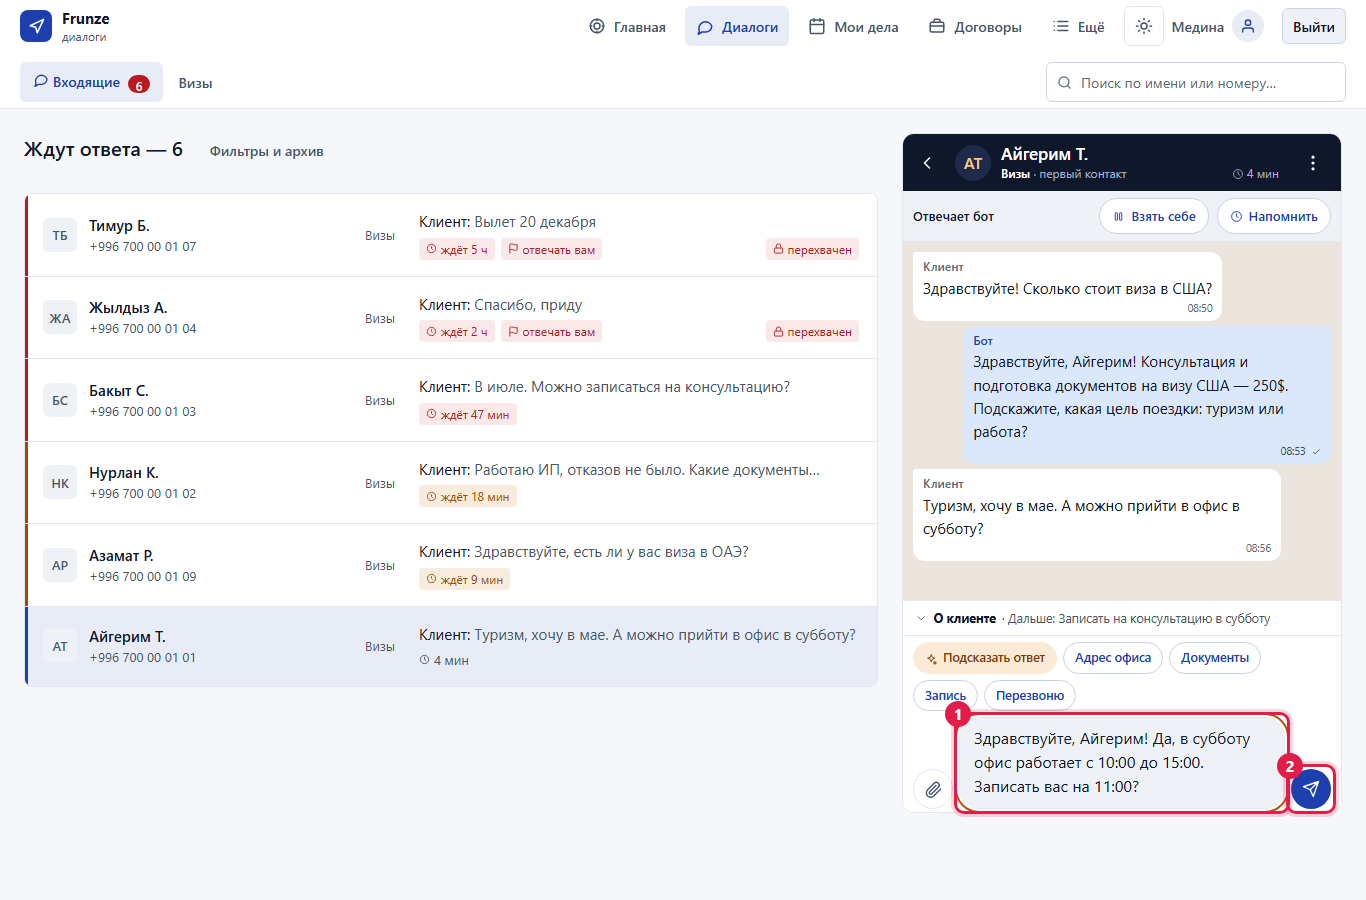 Frunze
диалоги
Главная
Диалоги
Мои дела
Договоры
Ещё
Медина
Выйти
Входящие 6
Визы
Поиск по имени или номеру...
Ждут ответа — 6
Фильтры и архив
ТБ
Тимур Б.
+996 700 00 01 07
Визы
Клиент: Вылет 20 декабря
ждёт 5 ч
отвечать вам
перехвачен
ЖА
Жылдыз А.
+996 700 00 01 04
Визы
Клиент: Спасибо, приду
ждёт 2 ч
отвечать вам
перехвачен
БС
Бакыт С.
+996 700 00 01 03
Визы
Клиент: В июле. Можно записаться на консультацию?
ждёт 47 мин
НК
Нурлан К.
+996 700 00 01 02
Визы
Клиент: Работаю ИП, отказов не было. Какие документы...
ждёт 18 мин
АР
Азамат Р.
+996 700 00 01 09
Визы
Клиент: Здравствуйте, есть ли у вас виза в ОАЭ?
ждёт 9 мин
АТ
Айгерим Т.
+996 700 00 01 01
Визы
Клиент: Туризм, хочу в мае. А можно прийти в офис в субботу?
4 мин
АТ
Айгерим Т.
Визы · первый контакт
4 мин
Отвечает бот
Взять себе
Напомнить
Клиент
Здравствуйте! Сколько стоит виза в США?
08:50
Бот
Здравствуйте, Айгерим! Консультация и
подготовка документов на визу США — 250$.
Подскажите, какая цель поездки: туризм или
работа?
08:53
Клиент
Туризм, хочу в мае. А можно прийти в офис в
субботу?
08:56
О клиенте · Дальше: Записать на консультацию в субботу
Подсказать ответ
Адрес офиса
Документы
Запись
Перезвоню
1
Здравствуйте, Айгерим! Да, в субботу
офис работает с 10:00 до 15:00.
Записать вас на 11:00?
2